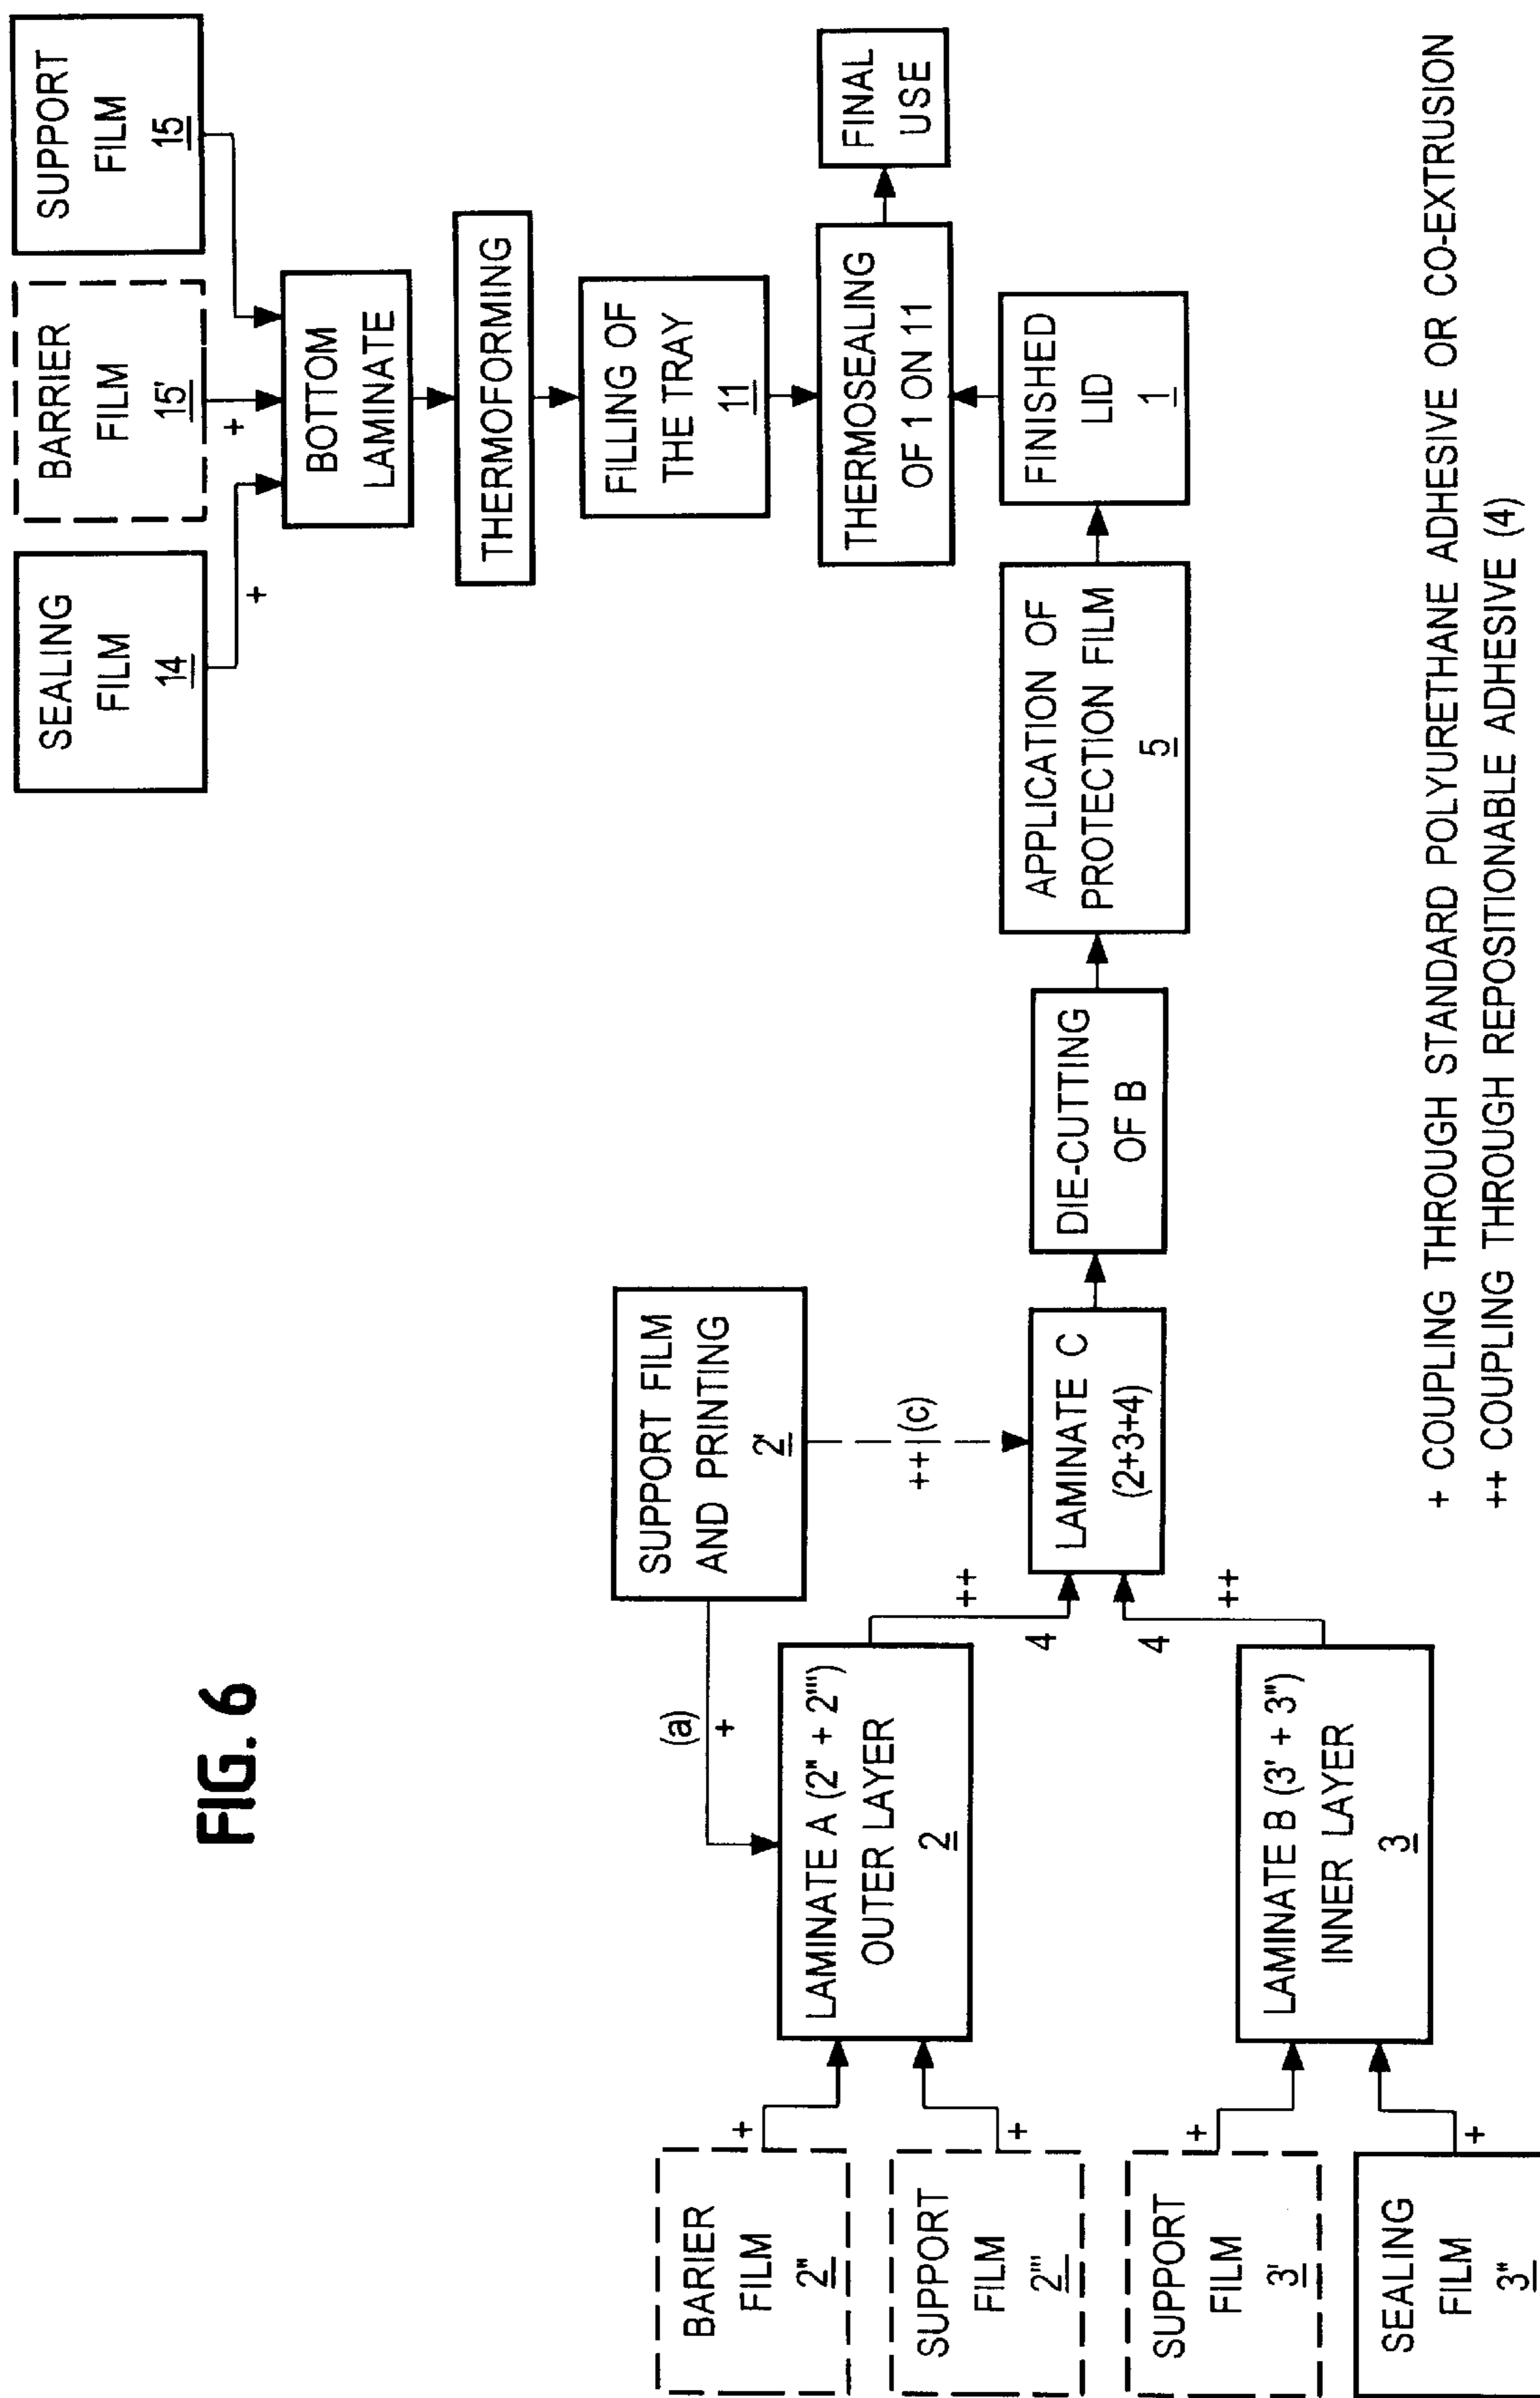 FIG. 6
BARIER
FILM
2"
SUPPORT
FILM
2'"
SUPPORT
FILM
3'
SEALING
FILM
3"
+
+
+
+
LAMINATE A (2" + 2'")
OUTER LAYER
2
LAMINATE B (3' + 3")
INNER LAYER
3
(a)
+
SUPPORT FILM
AND PRINTING
2'
++
4
4
++
++ (c)
LAMINATE C
(2+3+4)
DIE-CUTTING
OF B
APPLICATION OF
PROTECTION FILM
5
FINISHED
LID
1
SEALING
FILM
14
BARRIER
FILM
15'
SUPPORT
FILM
15
+
+
BOTTOM
LAMINATE
THERMOFORMING
FILLING OF
THE TRAY
11
THERMOSEALING
OF 1 ON 11
FINAL
USE
+ COUPLING THROUGH STANDARD POLYURETHANE ADHESIVE OR CO-EXTRUSION
++ COUPLING THROUGH REPOSITIONABLE ADHESIVE (4)